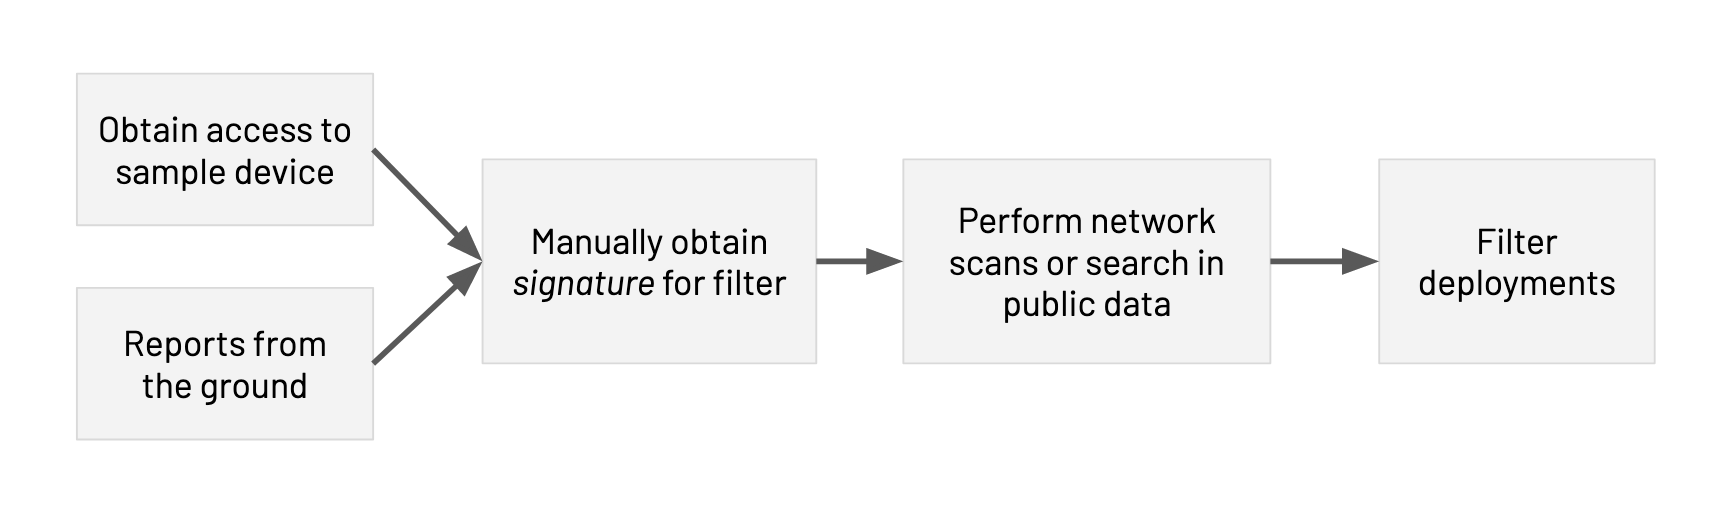 Obtain access to
sample device
Reports from
the ground
Manually obtain
signature for filter
Perform network
scans or search in
public data
Filter
deployments